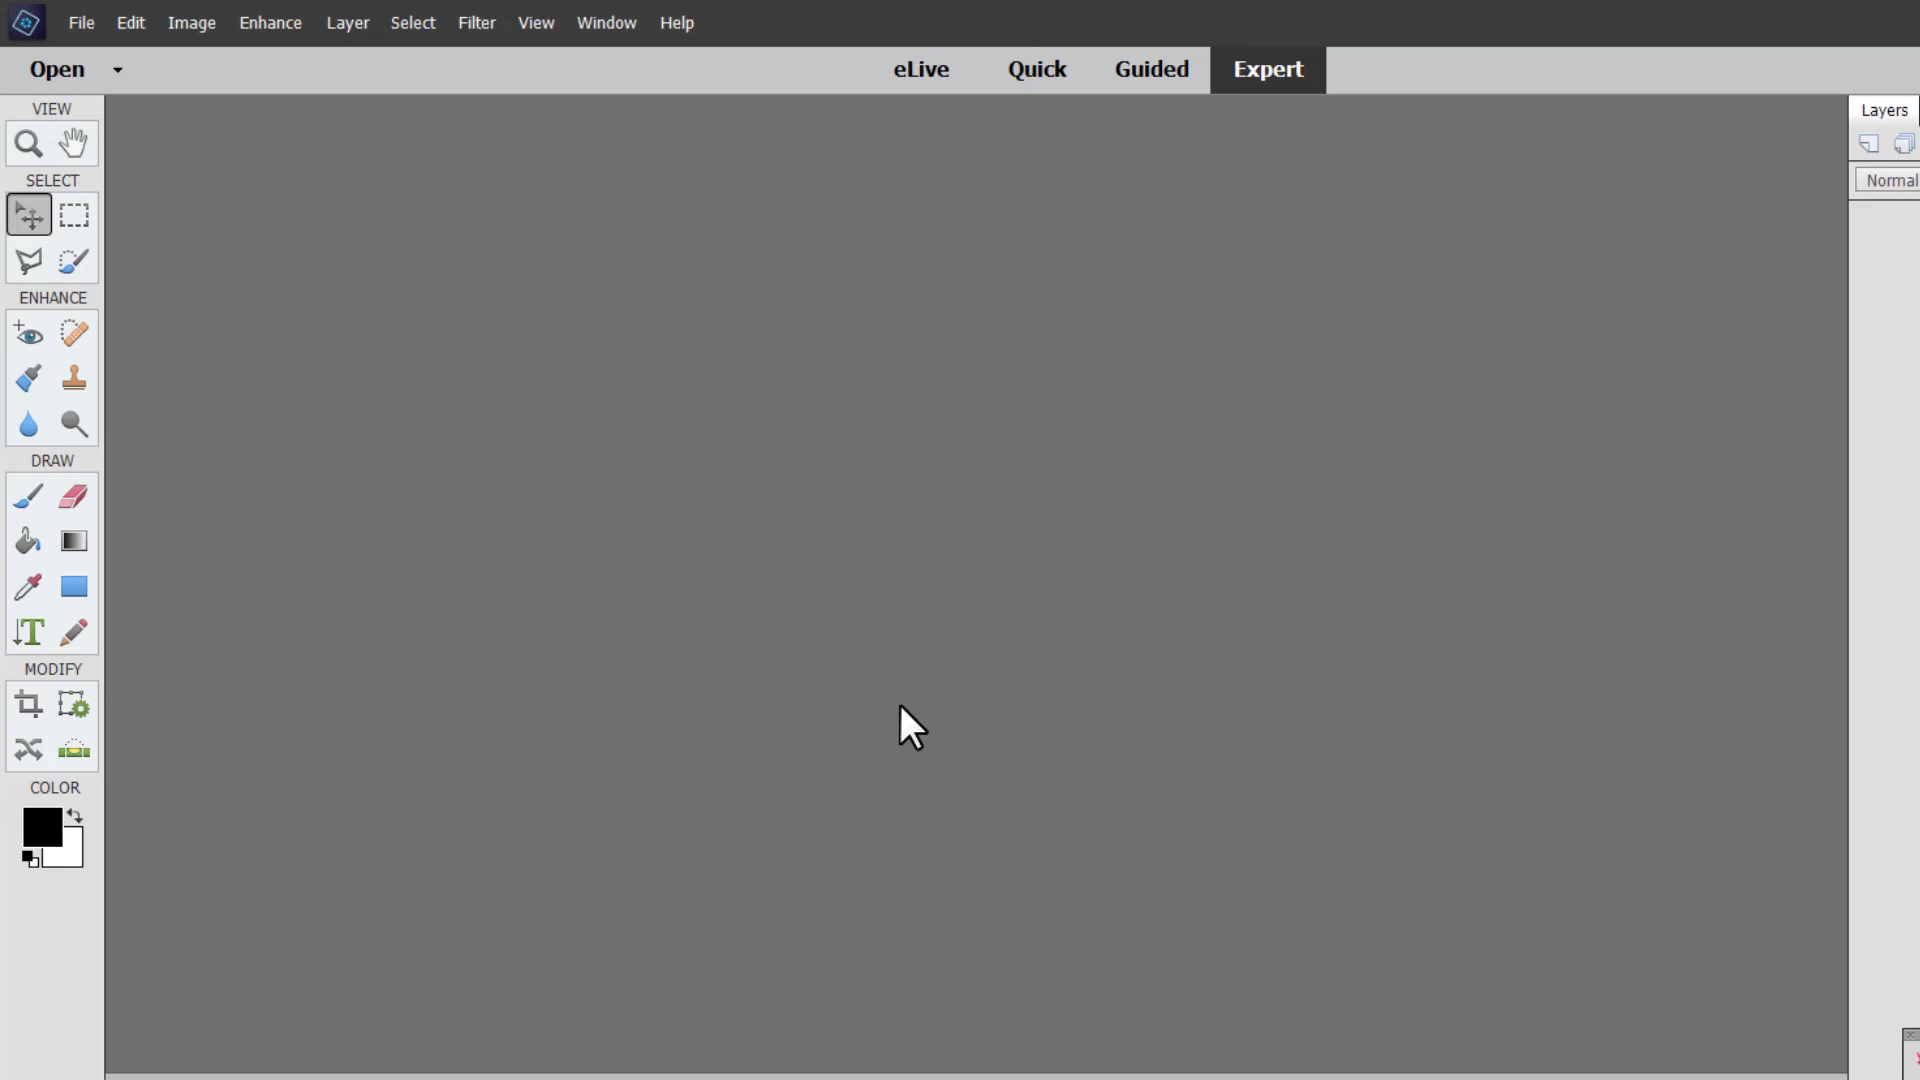 File Edit Image Enhance Layer Select Filter View Window Help
Open eLive Quick Guided Expert
VIEW
SELECT
ENHANCE
DRAW
T
MODIFY
COLOR
Layers
Normal